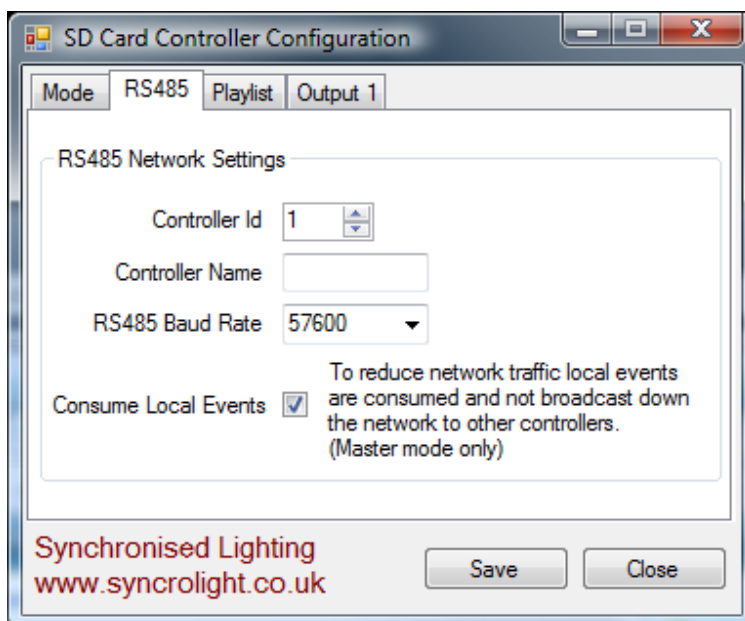 SD Card Controller Configuration
Mode RS485 Playlist Output 1
RS485 Network Settings
Controller Id 1
Controller Name
RS485 Baud Rate 57600
Consume Local Events
To reduce network traffic local events
are consumed and not broadcast down
the network to other controllers.
(Master mode only)
Synchronised Lighting
www.syncrolight.co.uk
Save Close